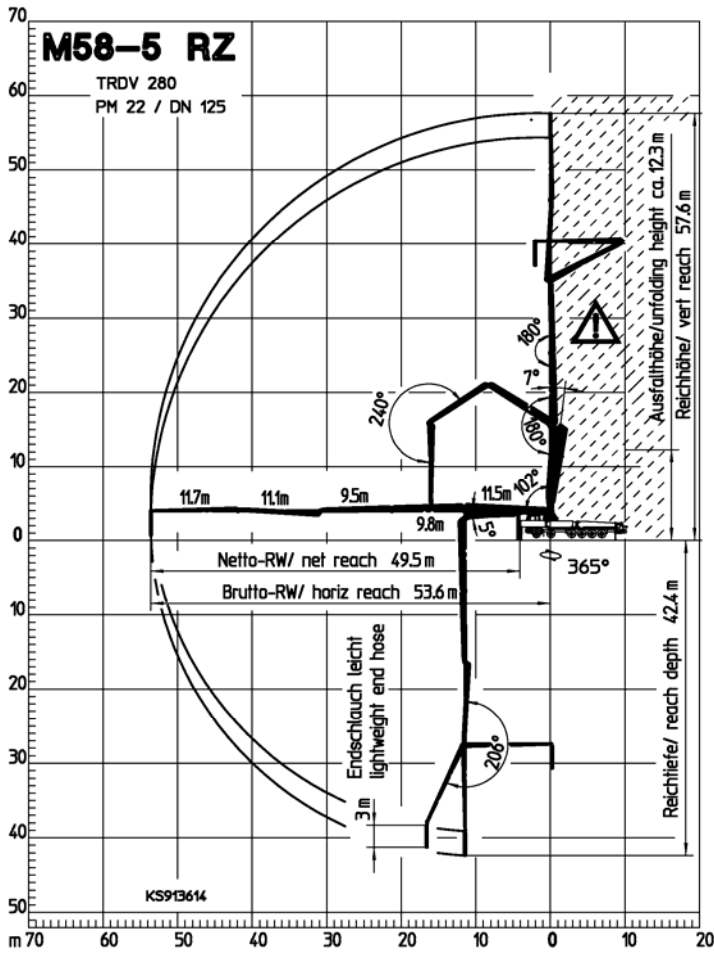 70
M58-5 RZ
TRDV 280
PM 22 / DN 125
60
50
40
30
20
10
0
10
20
30
40
50
Ausfalthöhe/unfolding height ca. 12.3 m
Reichhöhe/ vert reach 57.6 m
180°
7°
240°
180°
102°
11.7m
11.1m
9.5m
11.5m
9.8m
5°
365°
Netto-RW/ net reach 49.5 m
Brutto-RW/ horiz reach 53.6 m
Reichtiefe/ reach depth 42.4 m
Endschlauch leicht
lightweight end hose
3 m
206°
KS913614
m 70 60 50 40 30 20 10 0 10 20